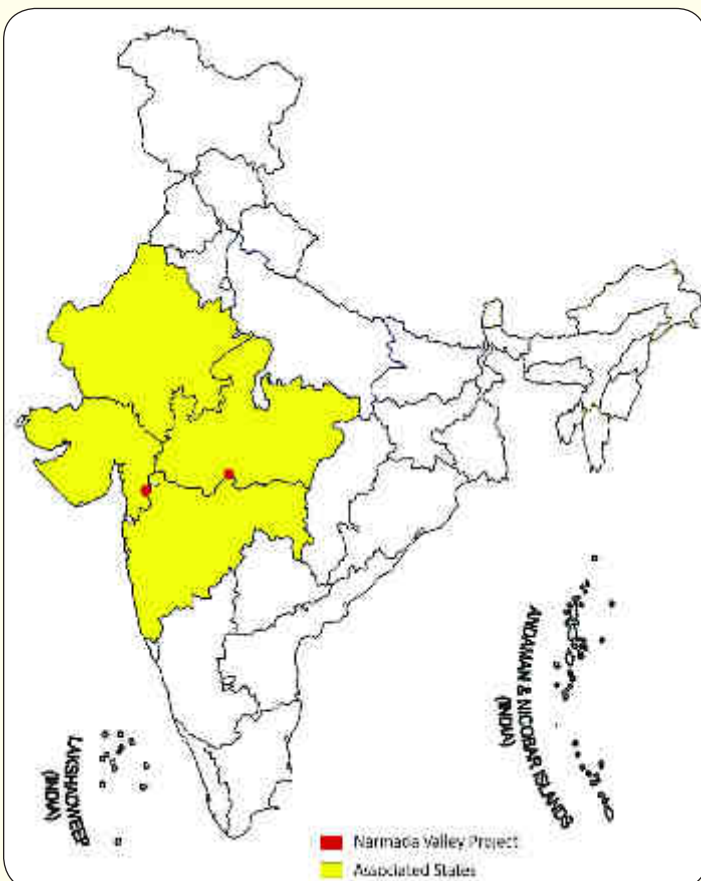 ANDAMAN & NICOBAR ISLANDS
(INDIA)
LAKSHADWEEP
(INDIA)
Narmada Valley Project
Associated States